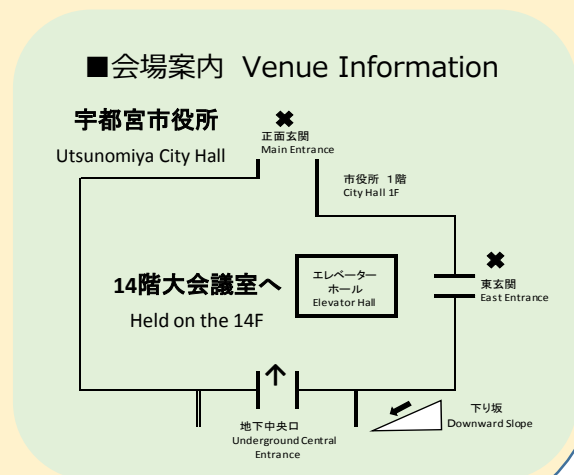 ■会場案内 Venue Information
宇都宮市役所
Utsunomiya City Hall
✖
正面玄関
Main Entrance
市役所 1階
City Hall 1F
14階大会議室へ
Held on the 14F
エレベーター
ホール
Elevator Hall
✖
東玄関
East Entrance
↑
地下中央口
Underground Central
Entrance
下り坂
Downward Slope